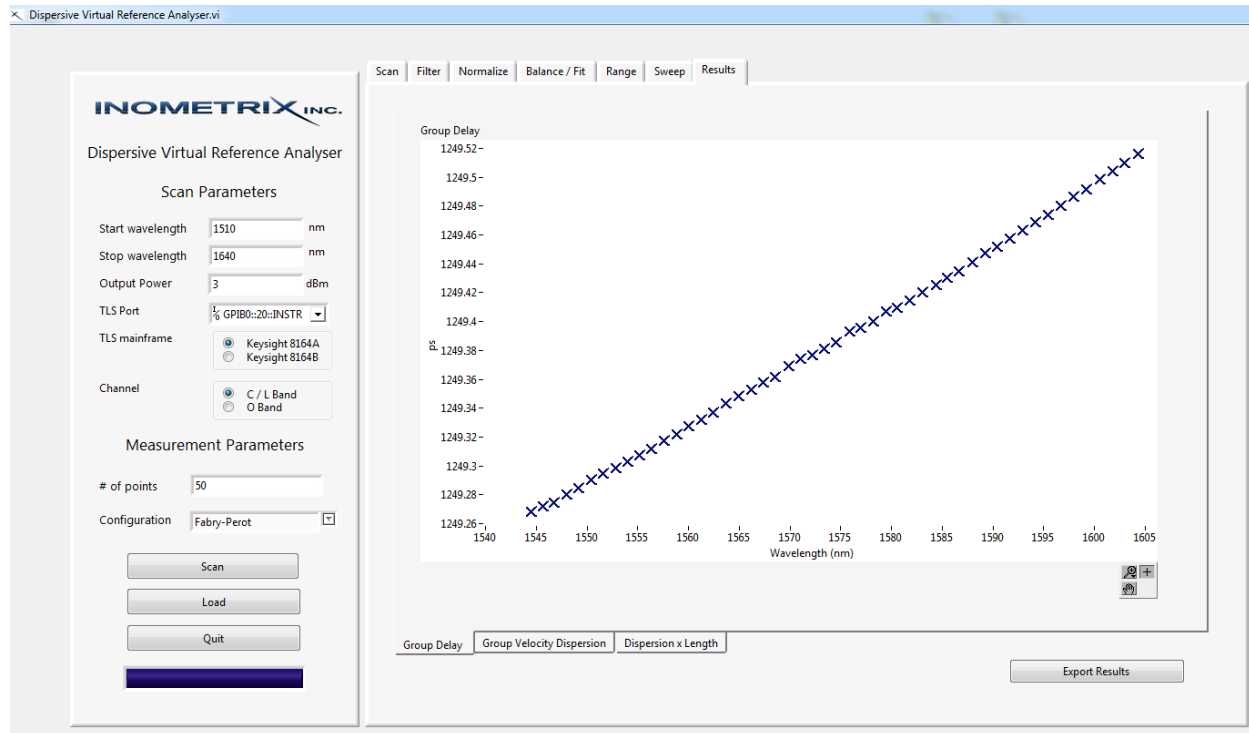 Dispersive Virtual Reference Analyser.vi
INOMETRIX INC.
Dispersive Virtual Reference Analyser
Scan Parameters
Start wavelength 1510 nm
Stop wavelength 1640 nm
Output Power 3 dBm
TLS Port GPIB0::20::INSTR
TLS mainframe Keysight 8164A
Keysight 8164B
Channel C / L Band
O Band
Measurement Parameters
# of points 50
Configuration Fabry-Perot
Scan
Load
Quit
Scan Filter Normalize Balance / Fit Range Sweep Results
Group Delay
1249.52
1249.5
1249.48
1249.46
1249.44
1249.42
1249.4
1249.38
1249.36
1249.34
1249.32
1249.3
1249.28
1249.26
ps
1540 1545 1550 1555 1560 1565 1570 1575 1580 1585 1590 1595 1600 1605
Wavelength (nm)
Group Delay Group Velocity Dispersion Dispersion x Length
Export Results